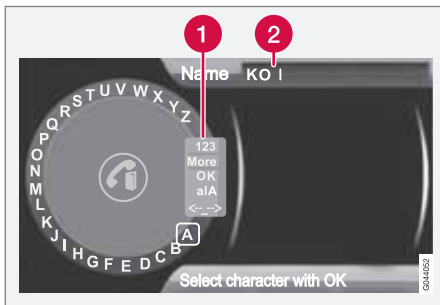 1 2
Name KO I
A B C D E F G H I J K L M N O P Q R S T U V W X Y Z
123
More
OK
a|A
<-- -->
Select character with OK
G044052